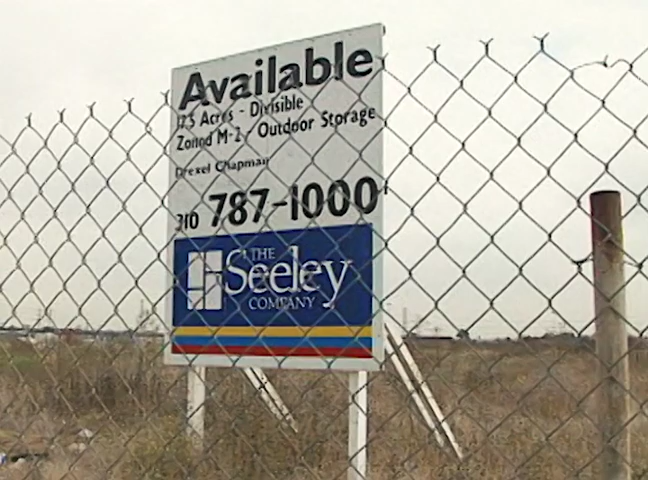 Available
17.5 Acres - Divisible
Zoned M-2 - Outdoor Storage
Drexel Chapman
310 787-1000
THE
Seeley
COMPANY